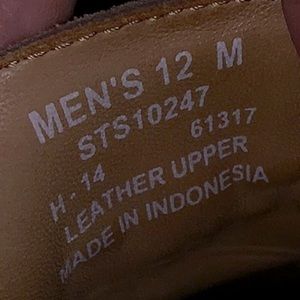 MEN'S 12 M
STS10247
H-14 61317
LEATHER UPPER
MADE IN INDONESIA